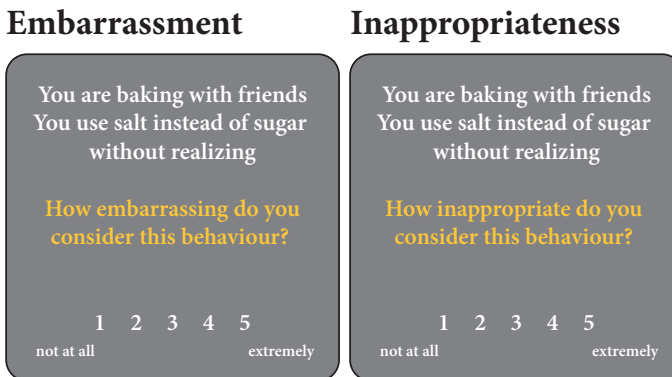 Embarrassment
You are baking with friends
You use salt instead of sugar
without realizing
How embarrassing do you
consider this behaviour?
1 2 3 4 5
not at all extremely
Inappropriateness
You are baking with friends
You use salt instead of sugar
without realizing
How inappropriate do you
consider this behaviour?
1 2 3 4 5
not at all extremely